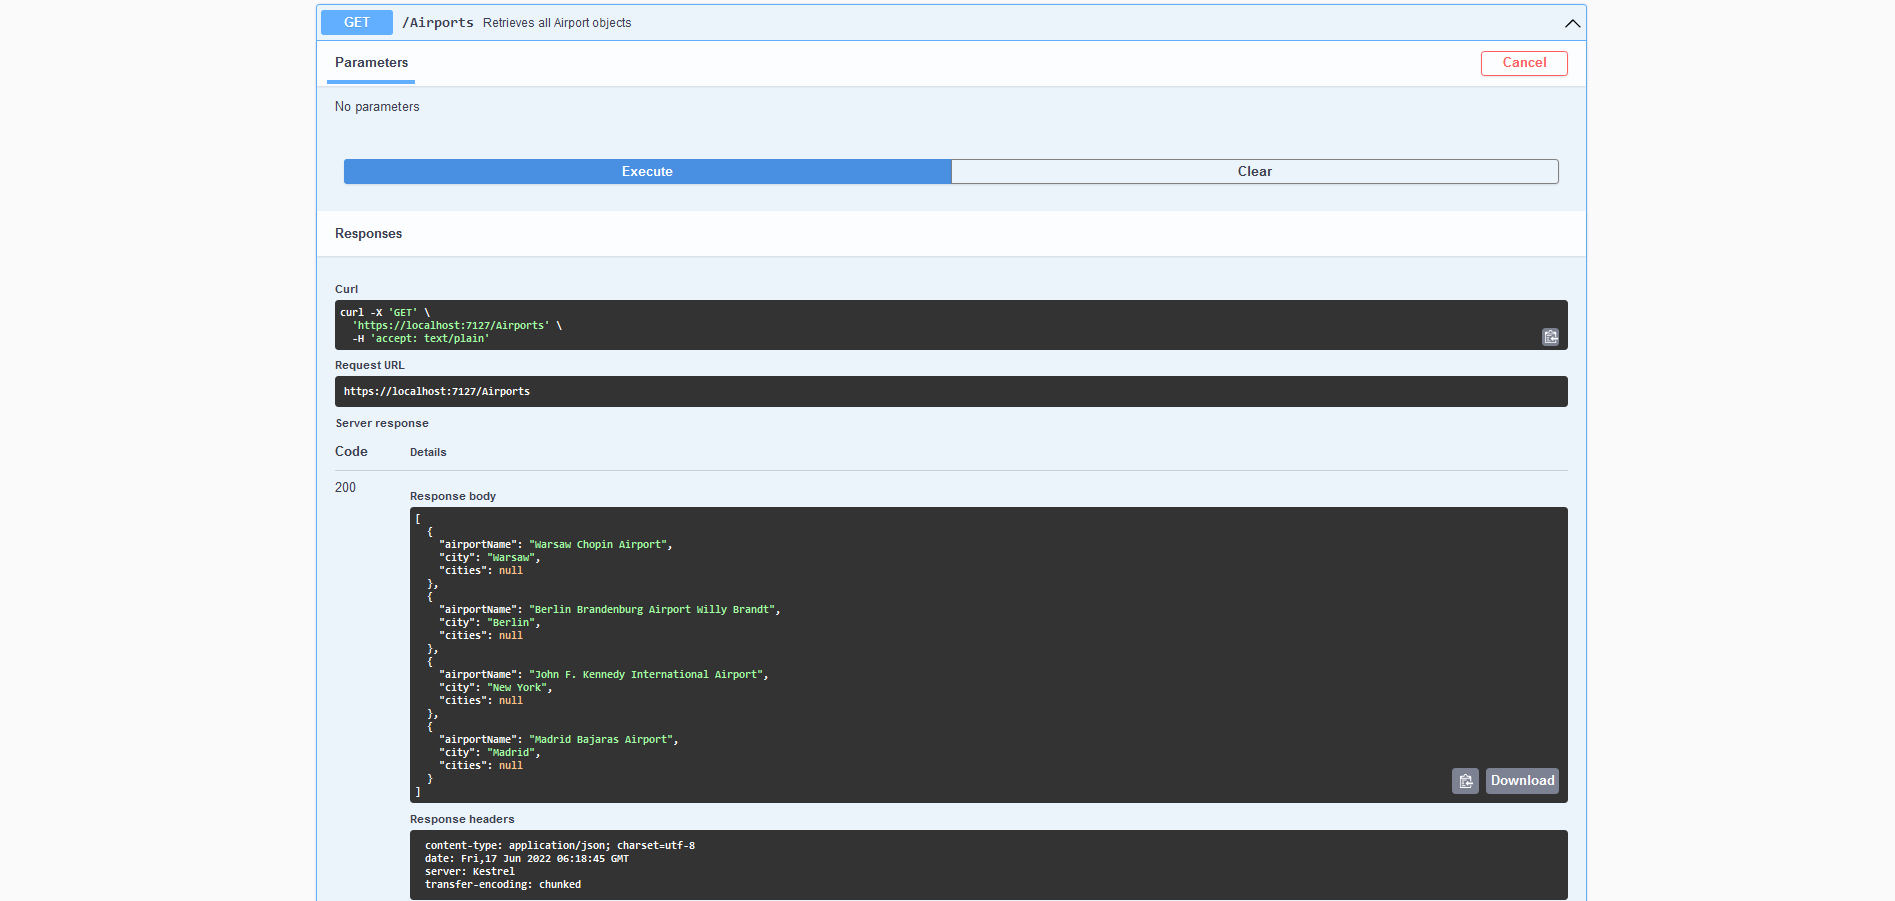 GET /Airports Retrieves all Airport objects
Parameters
Cancel
No parameters
Execute
Clear
Responses
Curl
curl -X 'GET' \
  'https://localhost:7127/Airports' \
  -H 'accept: text/plain'
Request URL
https://localhost:7127/Airports
Server response
Code Details
200
Response body
[
  {
    "airportName": "Warsaw Chopin Airport",
    "city": "Warsaw",
    "cities": null
  },
  {
    "airportName": "Berlin Brandenburg Airport Willy Brandt",
    "city": "Berlin",
    "cities": null
  },
  {
    "airportName": "John F. Kennedy International Airport",
    "city": "New York",
    "cities": null
  },
  {
    "airportName": "Madrid Bajaras Airport",
    "city": "Madrid",
    "cities": null
  }
]
Download
Response headers
content-type: application/json; charset=utf-8
date: Fri,17 Jun 2022 06:18:45 GMT
server: Kestrel
transfer-encoding: chunked